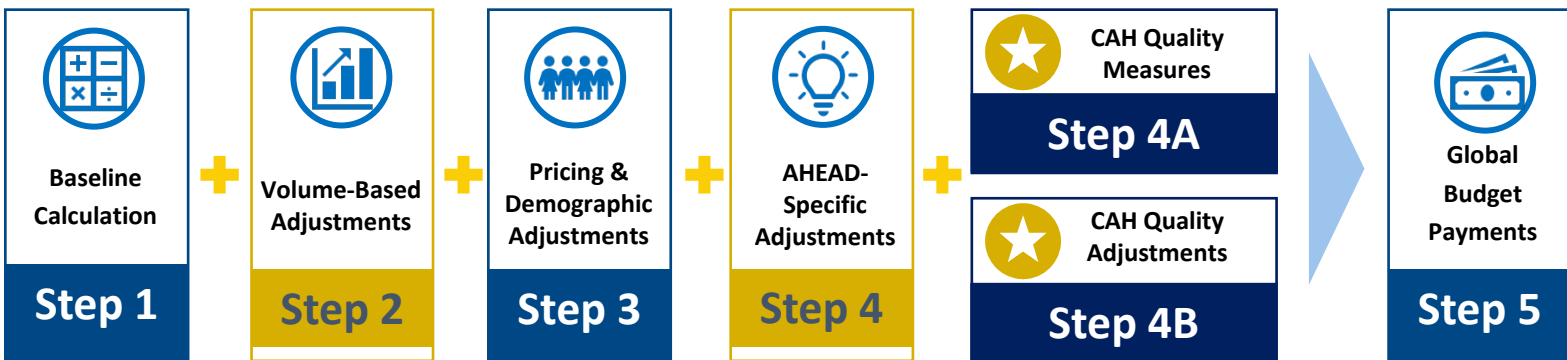 Baseline
Calculation
Step 1
Volume-Based
Adjustments
Step 2
Pricing &
Demographic
Adjustments
Step 3
AHEAD-
Specific
Adjustments
Step 4
CAH Quality
Measures
Step 4A
CAH Quality
Adjustments
Step 4B
Global
Budget
Payments
Step 5